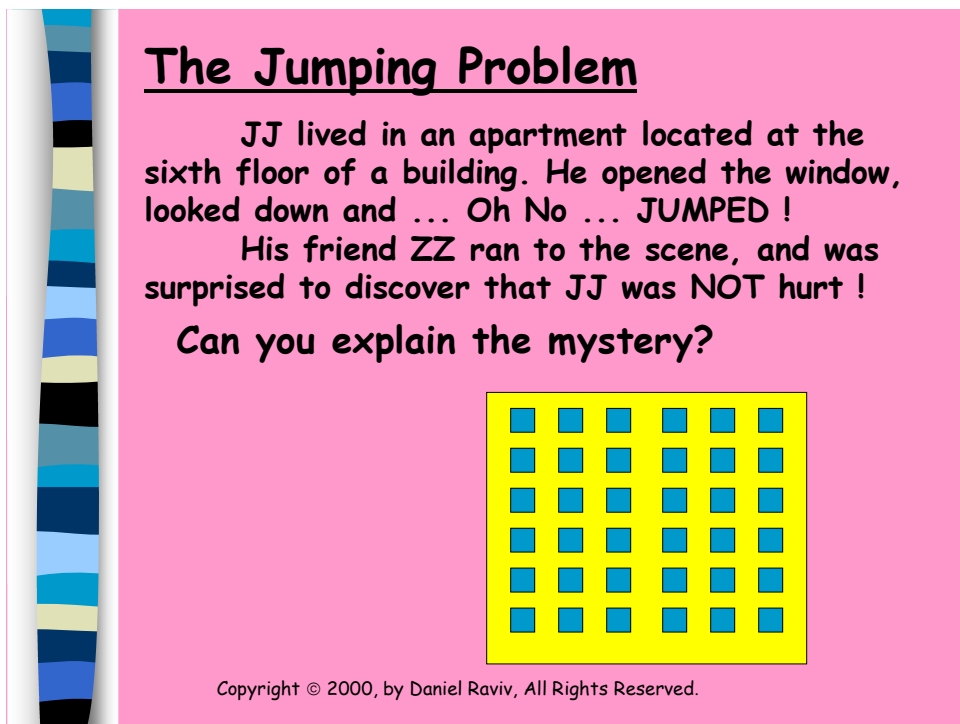 The Jumping Problem
JJ lived in an apartment located at the
sixth floor of a building. He opened the window,
looked down and ... Oh No ... JUMPED !
His friend ZZ ran to the scene, and was
surprised to discover that JJ was NOT hurt !
Can you explain the mystery?
Copyright © 2000, by Daniel Raviv, All Rights Reserved.